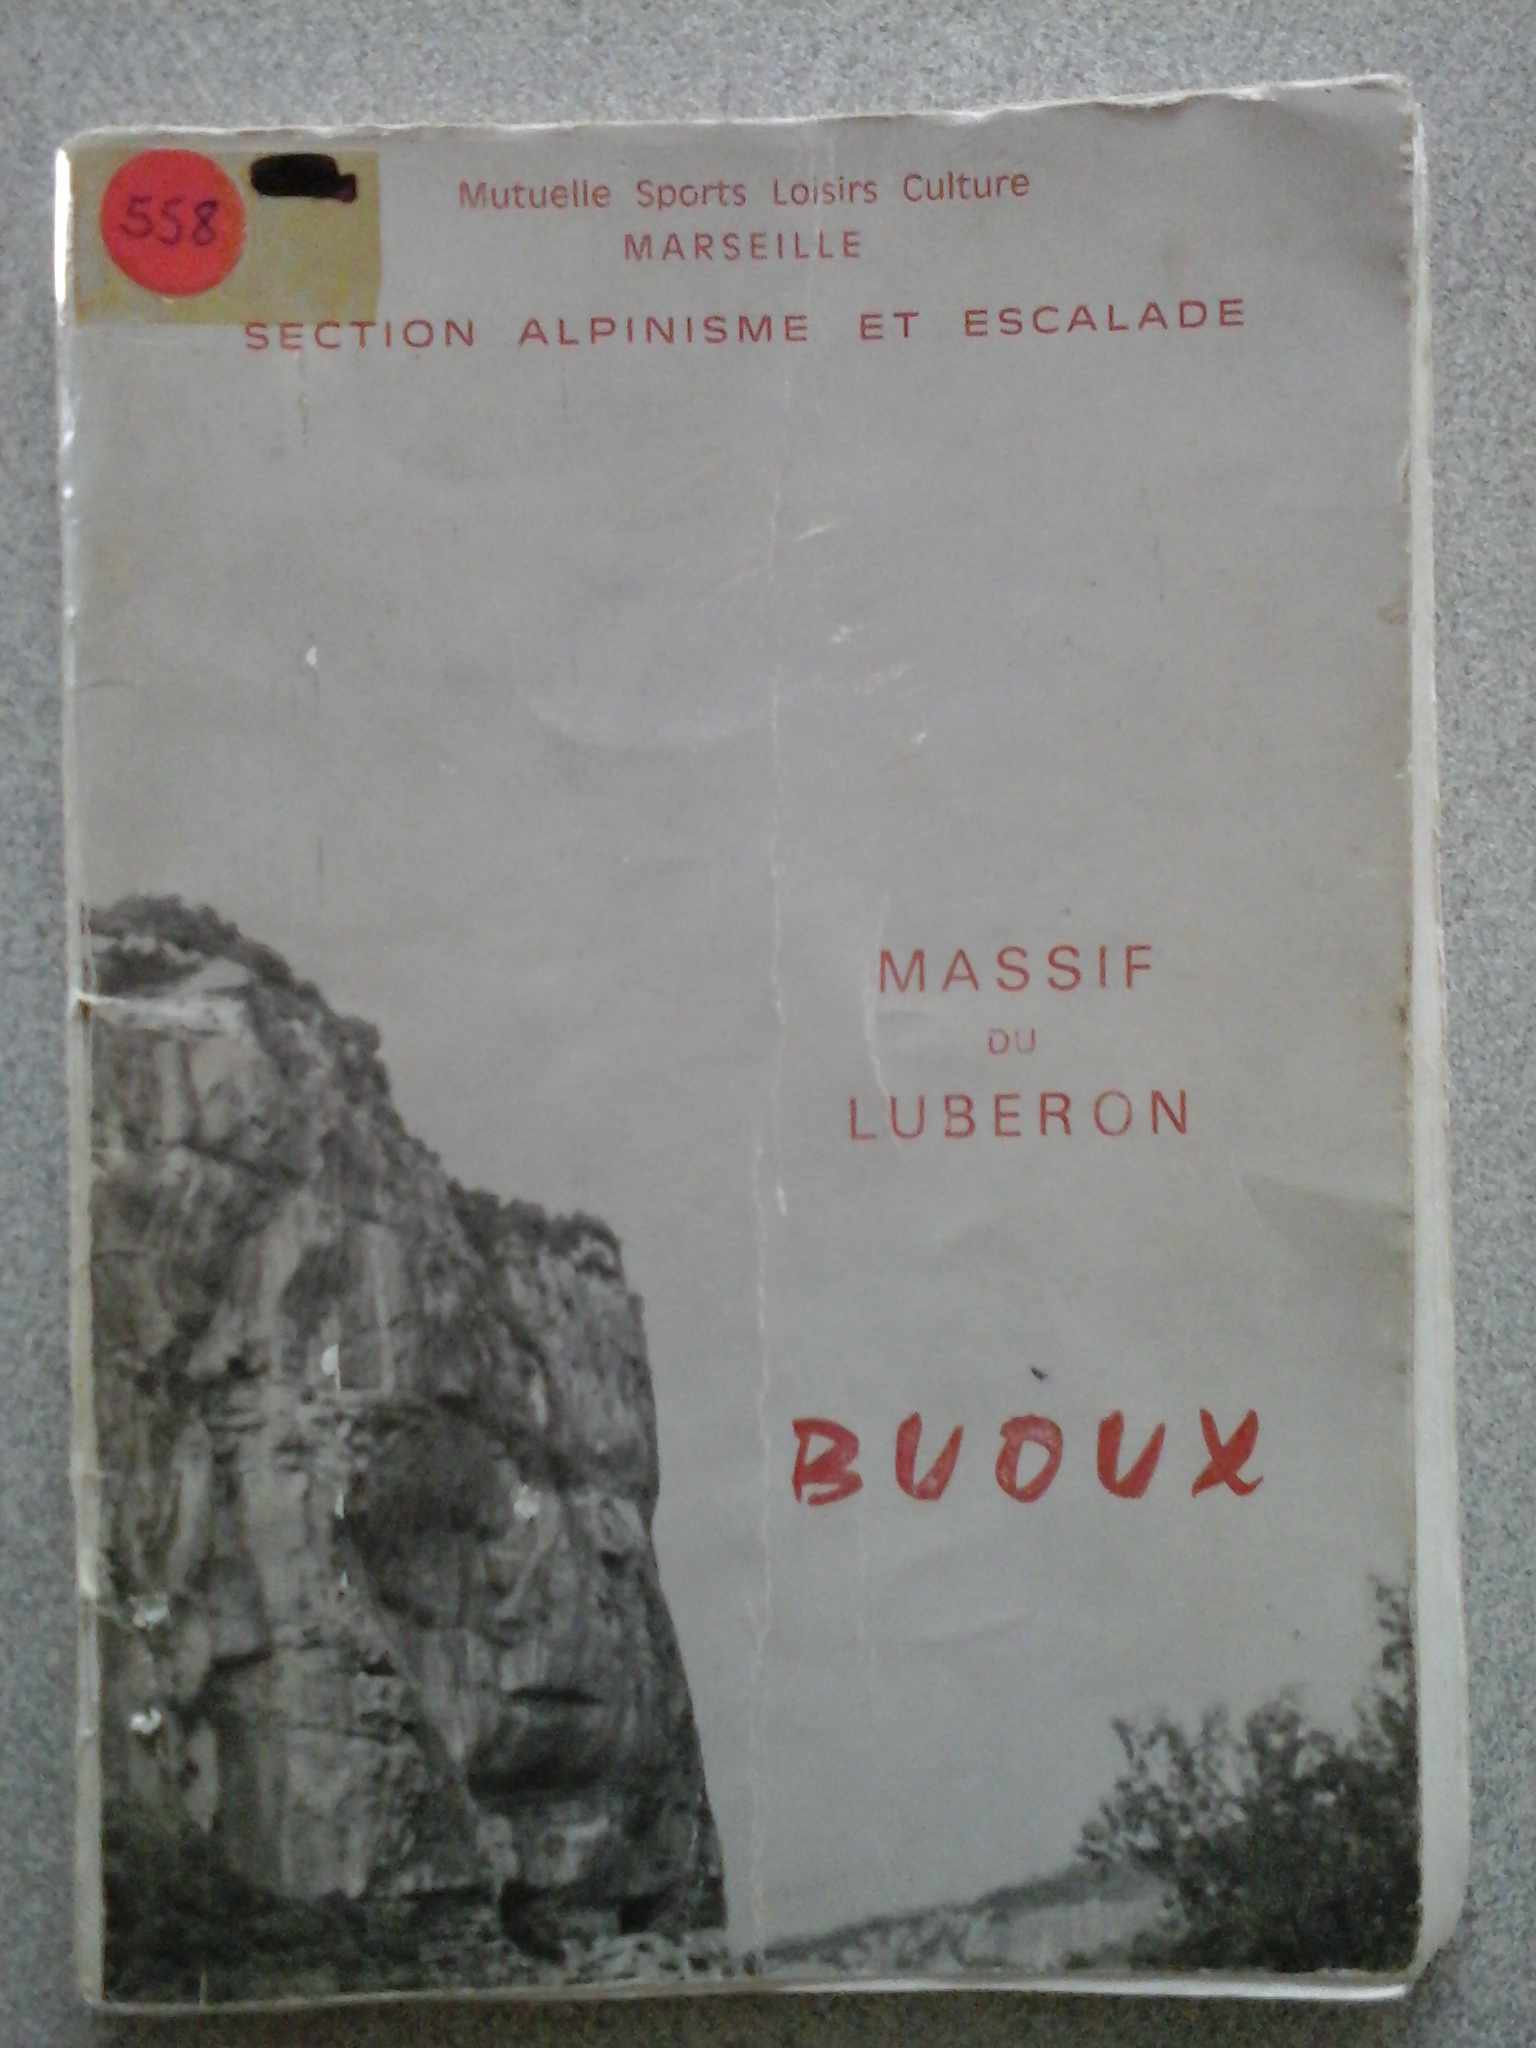 558
Mutuelle Sports Loisirs Culture
MARSEILLE
SECTION ALPINISME ET ESCALADE
MASSIF
DU
LUBERON
BUOUX